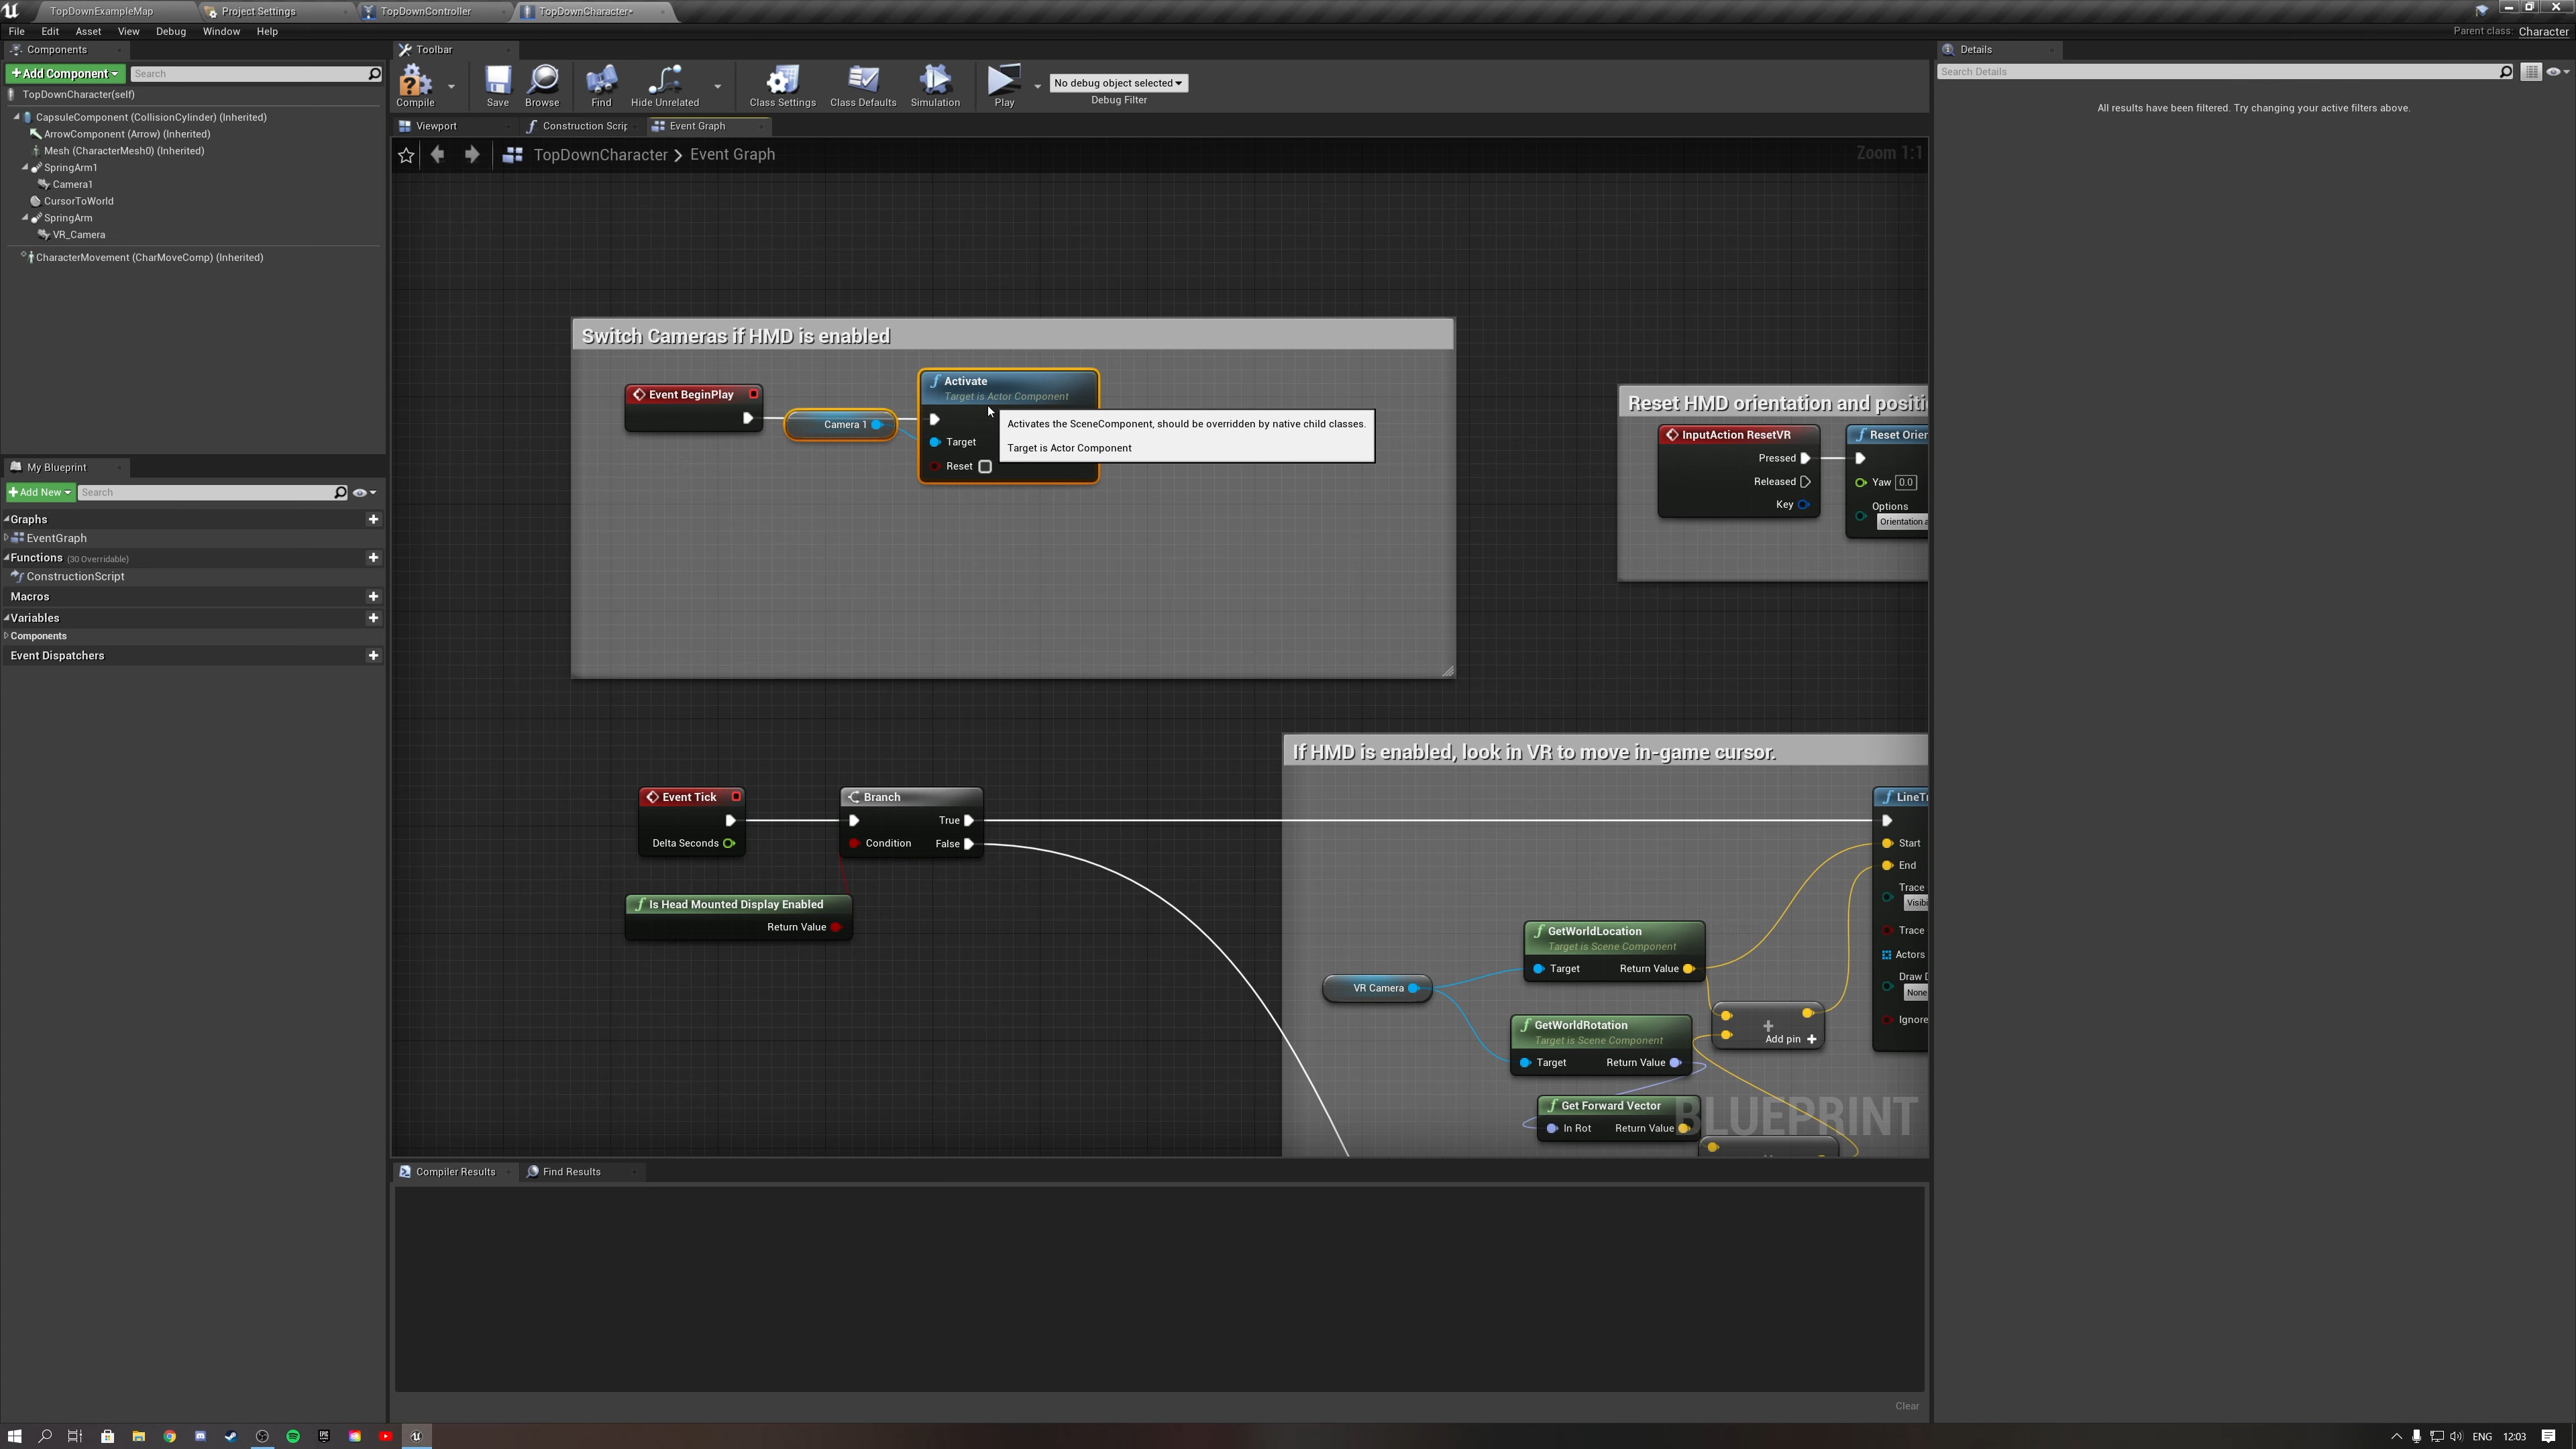 TopDownExampleMap
Project Settings
TopDownController
TopDownCharacter*
File Edit Asset View Debug Window Help
Parent class: Character
Components
Add Component
Search
TopDownCharacter(self)
CapsuleComponent (CollisionCylinder) (Inherited)
ArrowComponent (Arrow) (Inherited)
Mesh (CharacterMesh0) (Inherited)
SpringArm1
Camera1
CursorToWorld
SpringArm
VR_Camera
CharacterMovement (CharMoveComp) (Inherited)
My Blueprint
Add New
Search
Graphs
EventGraph
Functions (30 Overridable)
ConstructionScript
Macros
Variables
Components
Event Dispatchers
Toolbar
Compile
Save
Browse
Find
Hide Unrelated
Class Settings
Class Defaults
Simulation
Play
No debug object selected
Debug Filter
Viewport
Construction Scrip
Event Graph
TopDownCharacter > Event Graph
Zoom 1:1
Switch Cameras if HMD is enabled
Event BeginPlay
Camera 1
Activate
Target is Actor Component
Target
Reset
Activates the SceneComponent, should be overridden by native child classes.
Target is Actor Component
Reset HMD orientation and positi
InputAction ResetVR
Pressed
Released
Key
Reset Orien
Yaw 0.0
Options
Orientation a
Event Tick
Delta Seconds
Branch
True
Condition
False
Is Head Mounted Display Enabled
Return Value
If HMD is enabled, look in VR to move in-game cursor.
LineTr
Start
End
Trace
Visibi
Trace
Actors
Draw D
None
Ignore
GetWorldLocation
Target is Scene Component
Target
Return Value
VR Camera
GetWorldRotation
Target is Scene Component
Target
Return Value
Add pin
Get Forward Vector
In Rot
Return Value
BLUEPRINT
Compiler Results
Find Results
Clear
Details
Search Details
All results have been filtered. Try changing your active filters above.
ENG
12:03